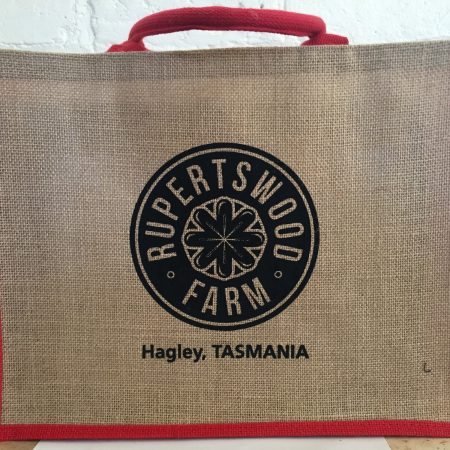 RUPERTSWOOD
· FARM ·
Hagley, TASMANIA
L